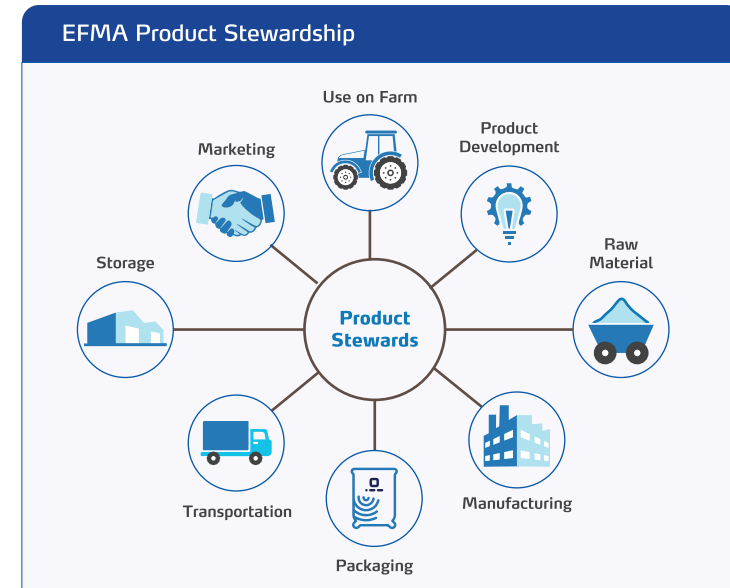 EFMA Product Stewardship
Use on Farm
Product
Development
Marketing
Raw
Material
Storage
Product
Stewards
Manufacturing
Transportation
Packaging